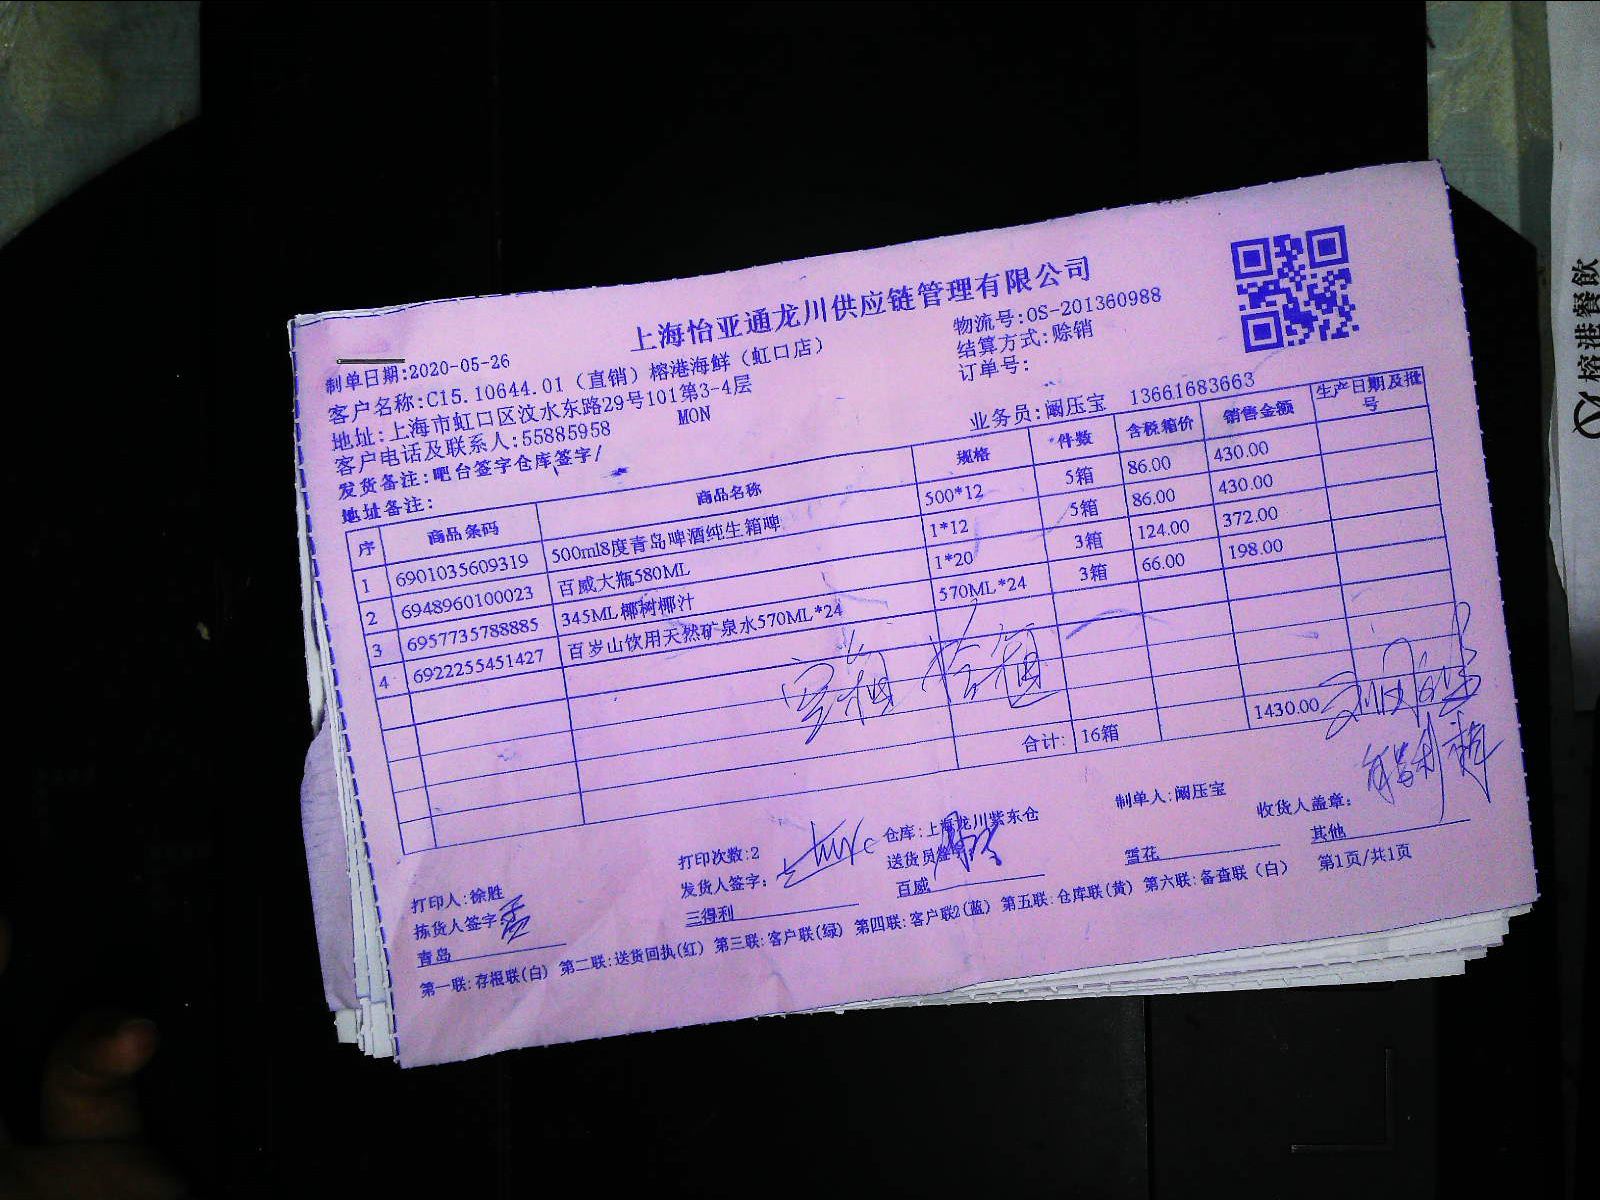 上海怡亚通龙川供应链管理有限公司
制单日期:2020-05-26
物流号:OS-201360988
客户名称:C15.10644.01（直销）榕港海鲜（虹口店）
结算方式:赊销
地址:上海市虹口区汶水东路29号101第3-4层
订单号:
客户电话及联系人:55885958 MON
业务员:阚压宝 13661683663
发货备注:吧台签字仓库签字/
地址备注:
序 商品条码 商品名称 规格 件数 含税箱价 销售金额 生产日期及批号
1 6901035609319 500ml8度青岛啤酒纯生箱啤 500*12 5箱 86.00 430.00
2 6948960100023 百威大瓶580ML 1*12 5箱 86.00 430.00
3 6957735788885 345ML椰树椰汁 1*20 3箱 124.00 372.00
4 6922255451427 百岁山饮用天然矿泉水570ML*24 570ML*24 3箱 66.00 198.00
合计: 16箱 1430.00
打印人:徐胜 打印次数:2 仓库:上海龙川紫东仓 制单人:阚压宝 收货人盖章:
拣货人签字: 发货人签字: 送货员签字:
青岛 三得利 百威 雪花 其他
第一联:存根联(白) 第二联:送货回执(红) 第三联:客户联(绿) 第四联:客户联2(蓝) 第五联:仓库联(黄) 第六联:备查联(白) 第1页/共1页
榕港餐飲